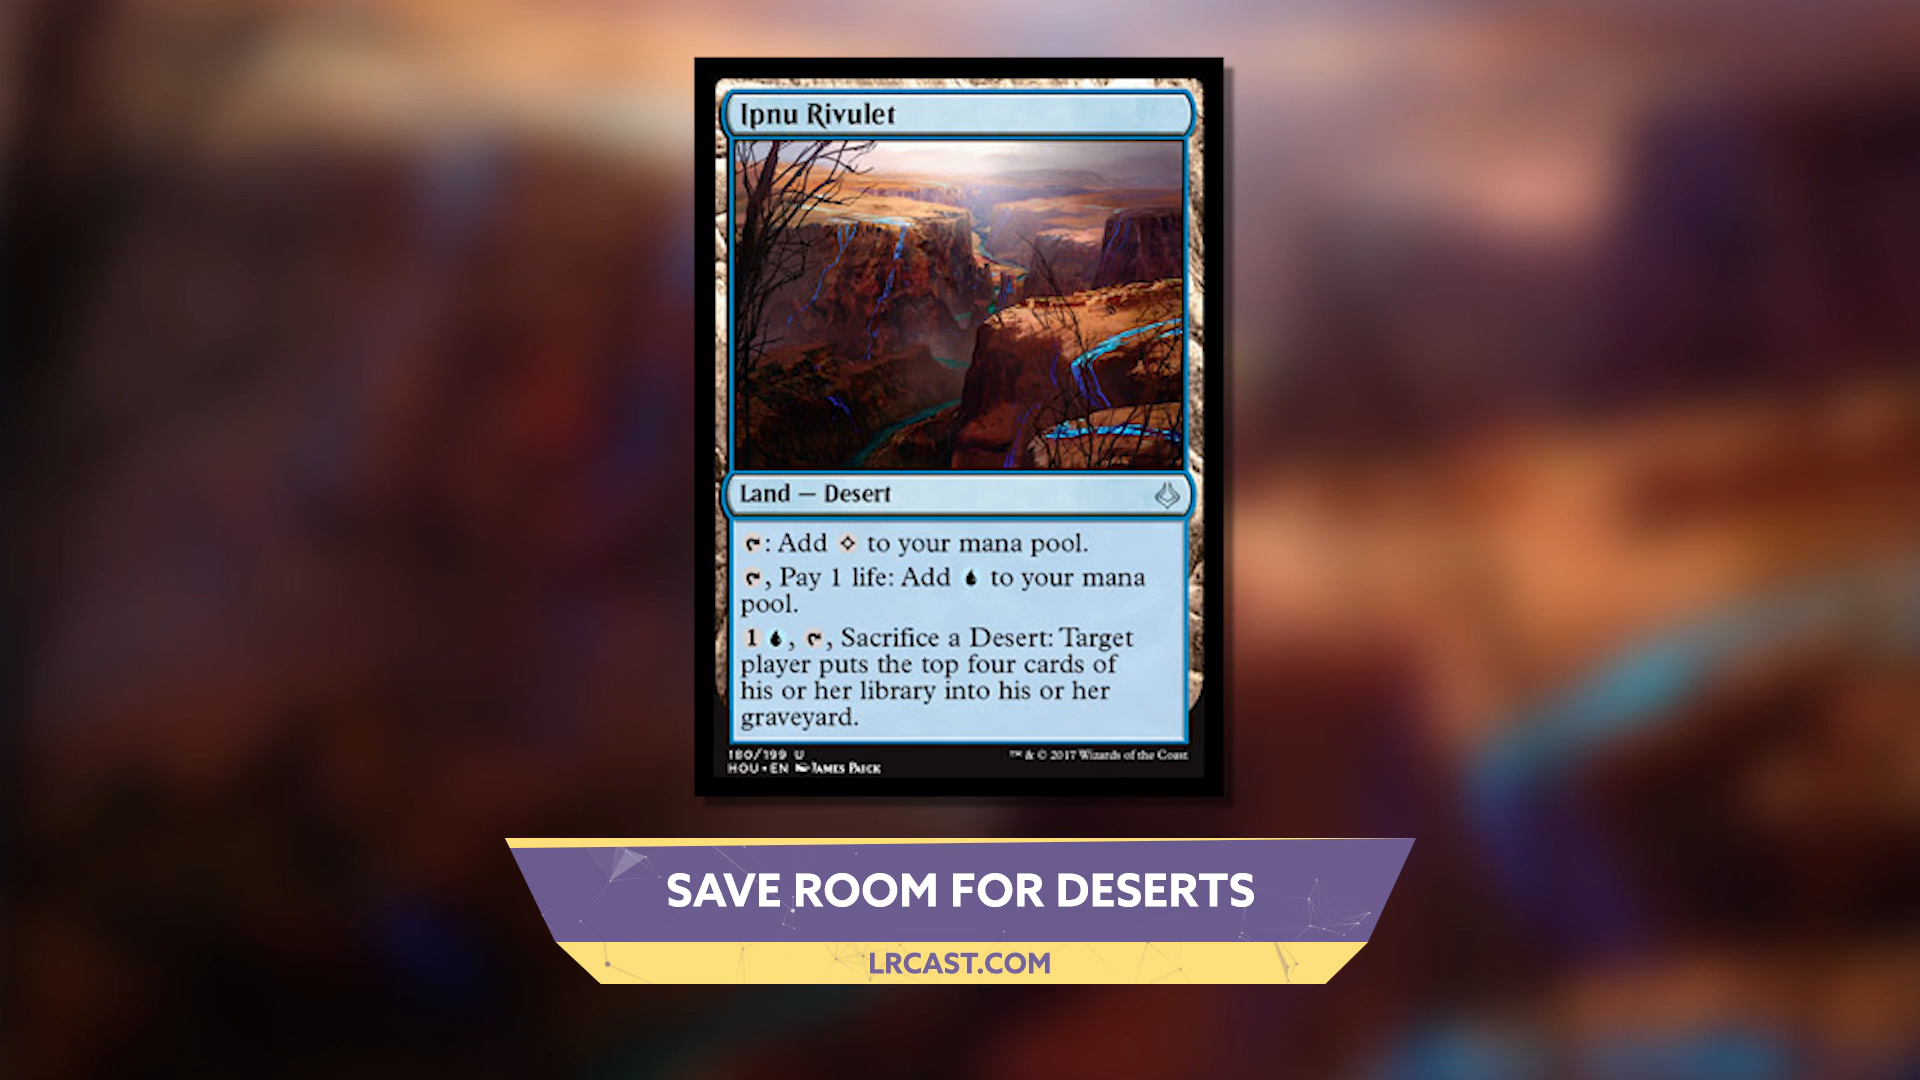 Ipnu Rivulet
Land — Desert
: Add to your mana pool.
, Pay 1 life: Add to your mana
pool.
1 , , Sacrifice a Desert: Target
player puts the top four cards of
his or her library into his or her
graveyard.
180/199 U
HOU • EN James Paick
™ & © 2017 Wizards of the Coast
SAVE ROOM FOR DESERTS
LRCAST.COM